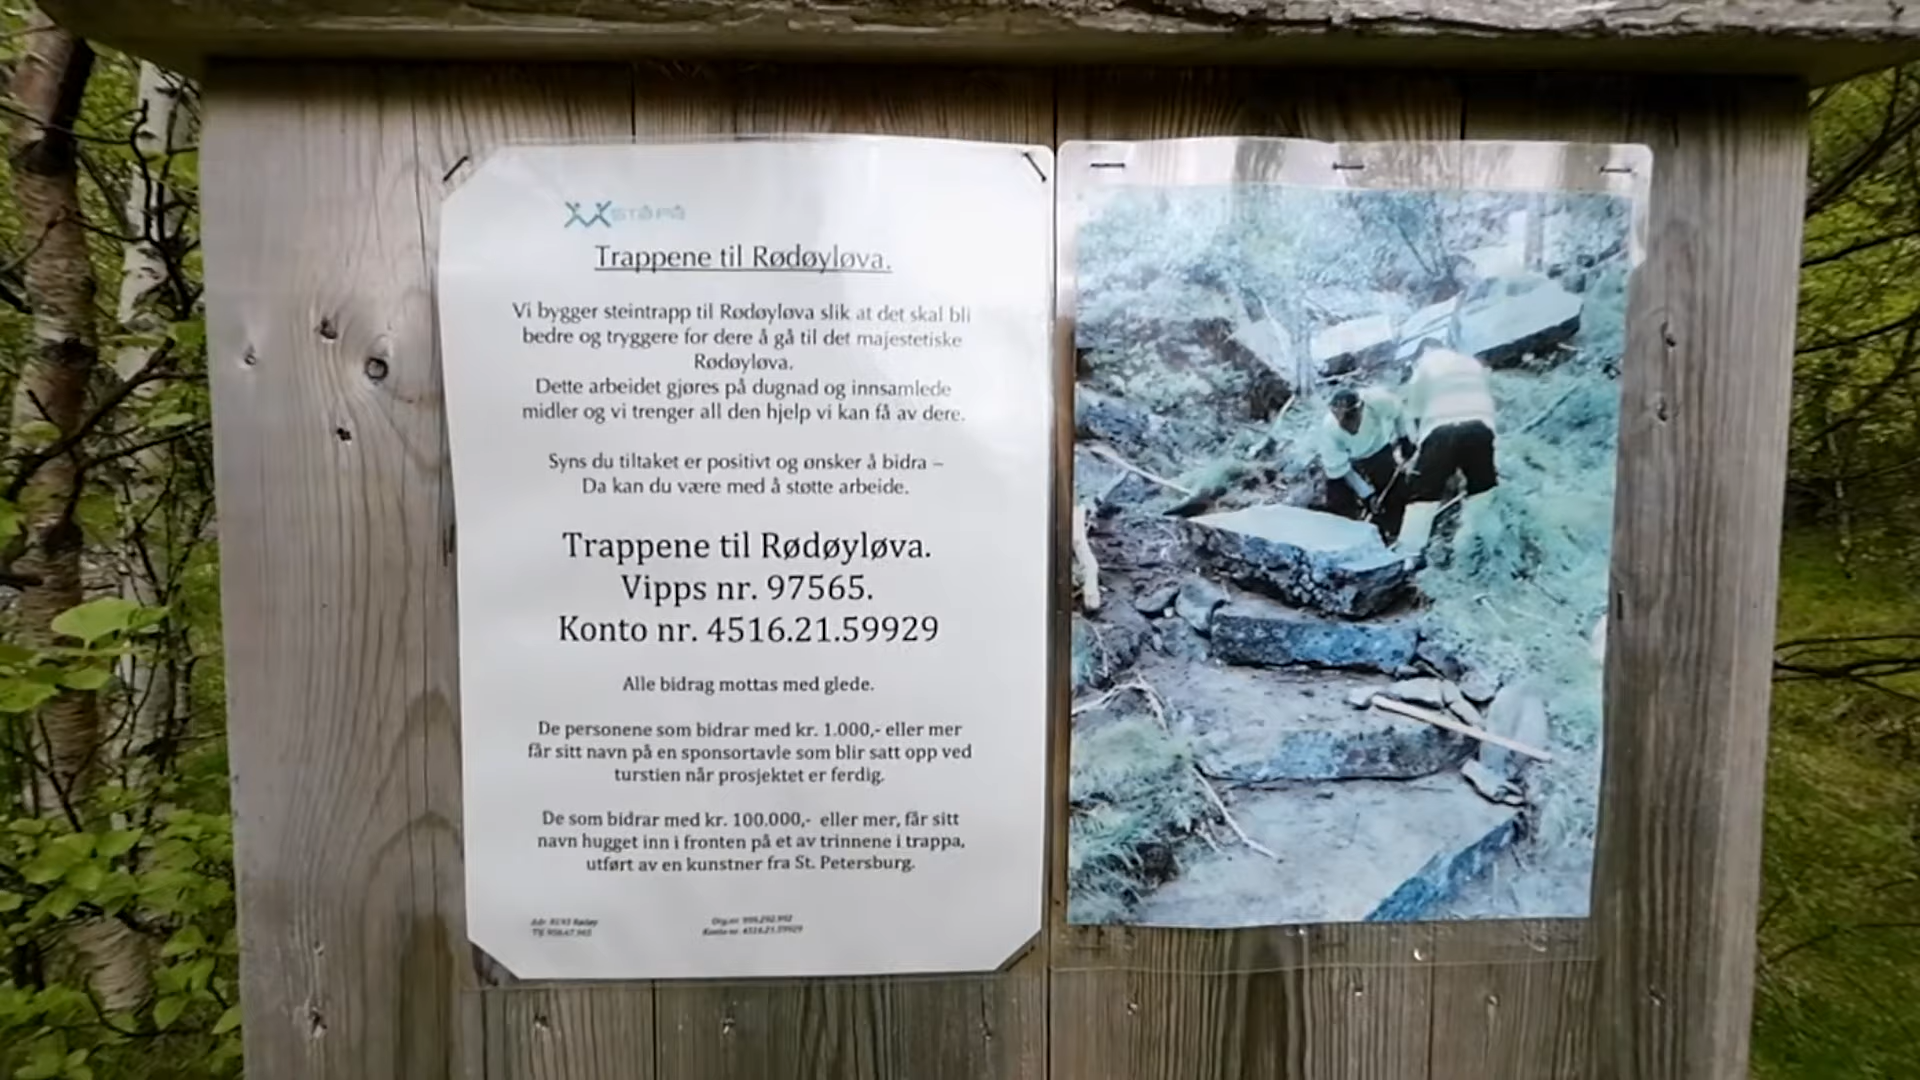 STÅ PÅ
Trappene til Rødøyløva.
Vi bygger steintrapp til Rødøyløva slik at det skal bli
bedre og tryggere for dere å gå til det majestetiske
Rødøyløva.
Dette arbeidet gjøres på dugnad og innsamlede
midler og vi trenger all den hjelp vi kan få av dere.
Syns du tiltaket er positivt og ønsker å bidra –
Da kan du være med å støtte arbeide.
Trappene til Rødøyløva.
Vipps nr. 97565.
Konto nr. 4516.21.59929
Alle bidrag mottas med glede.
De personene som bidrar med kr. 1.000,- eller mer
får sitt navn på en sponsortavle som blir satt opp ved
turstien når prosjektet er ferdig.
De som bidrar med kr. 100.000,- eller mer, får sitt
navn hugget inn i fronten på et av trinnene i trappa,
utført av en kunstner fra St. Petersburg.
Konto nr. 4516.21.59929